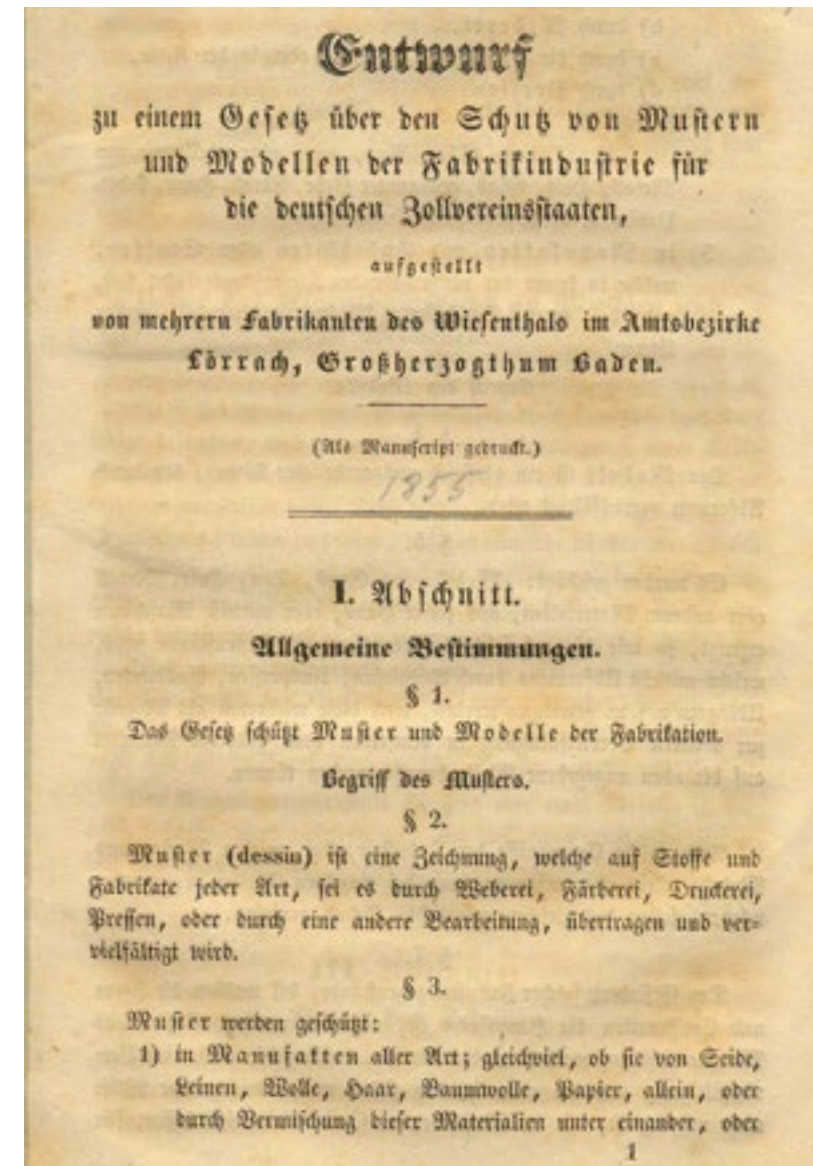 Entwurf
zu einem Gesetz über den Schutz von Mustern
und Modellen der Fabrikindustrie für
die deutschen Zollvereinsstaaten,
aufgestellt
von mehrern Fabrikanten des Wiesenthals im Amtsbezirke
Lörrach, Großherzogthum Baden.
(Als Manuscript gedruckt.)
1855
I. Abschnitt.
Allgemeine Bestimmungen.
§ 1.
Das Gesetz schützt Muster und Modelle der Fabrikation.
Begriff des Musters.
§ 2.
Muster (dessin) ist eine Zeichnung, welche auf Stoffe und
Fabrikate jeder Art, sei es durch Weberei, Färberei, Druckerei,
Pressen, oder durch eine andere Bearbeitung, übertragen und ver-
vielfältigt wird.
§ 3.
Muster werden geschützt:
1) in Manufakten aller Art; gleichviel, ob sie von Seide,
Leinen, Wolle, Haar, Baumwolle, Papier, allein, oder
durch Vermischung dieser Materialien unter einander, oder
1